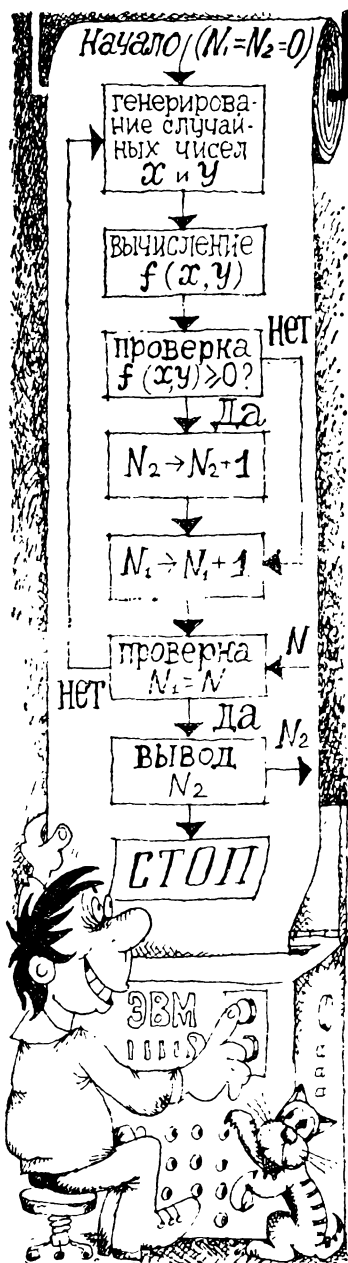 Начало (N₁=N₂=0)
генерирова-
ние случай-
ных чисел
x и y
вычисление
f(x,y)
проверка
f(x,y)≥0?
нет
Да
N₂→N₂+1
N₁→N₁+1
проверка
N₁=N
N
нет
да
вывод
N₂
N₂
СТОП
ЭВМ